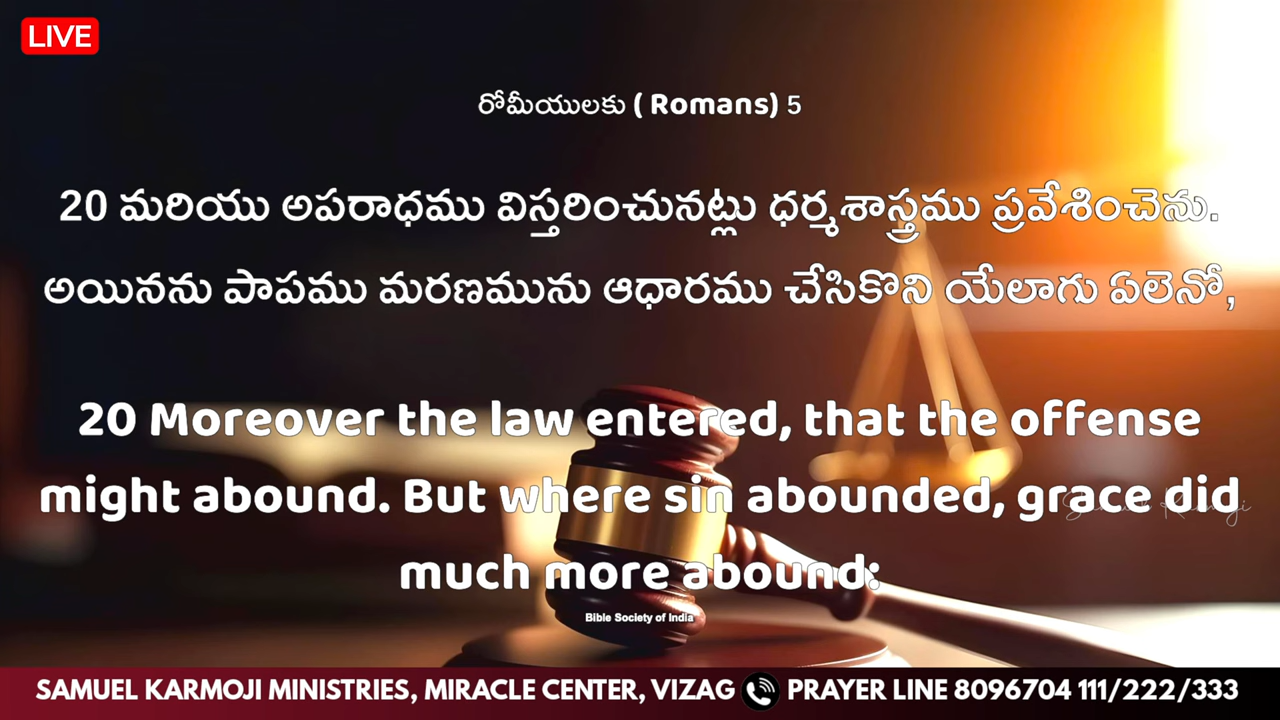 LIVE
రోమీయులకు ( Romans) 5
20 మరియు అపరాధము విస్తరించునట్లు ధర్మశాస్త్రము ప్రవేశించెను.
అయినను పాపము మరణమును ఆధారము చేసికొని యేలాగు ఏలెనో,
20 Moreover the law entered, that the offense
might abound. But where sin abounded, grace did
much more abound:
Bible Society of India
SAMUEL KARMOJI MINISTRIES, MIRACLE CENTER, VIZAG PRAYER LINE 8096704 111/222/333